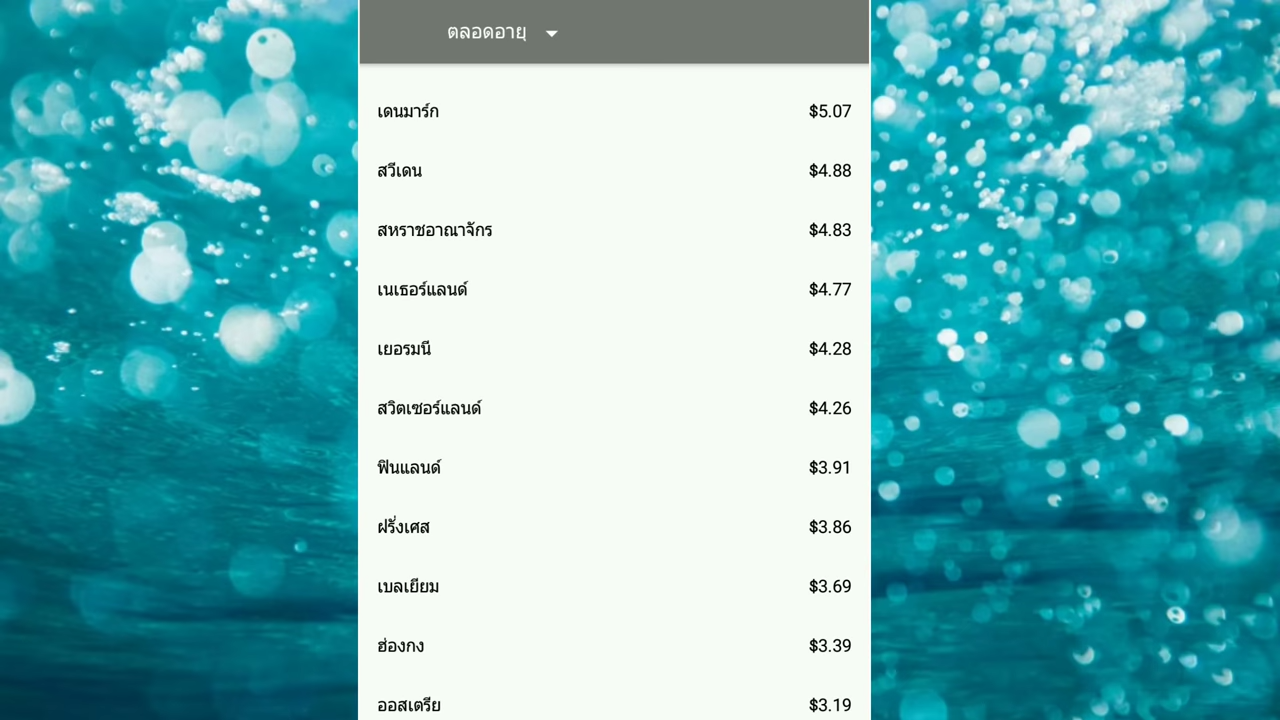 ตลอดอายุ
เดนมาร์ก $5.07
สวีเดน $4.88
สหราชอาณาจักร $4.83
เนเธอร์แลนด์ $4.77
เยอรมนี $4.28
สวิตเซอร์แลนด์ $4.26
ฟินแลนด์ $3.91
ฝรั่งเศส $3.86
เบลเยียม $3.69
ฮ่องกง $3.39
ออสเตรีย $3.19